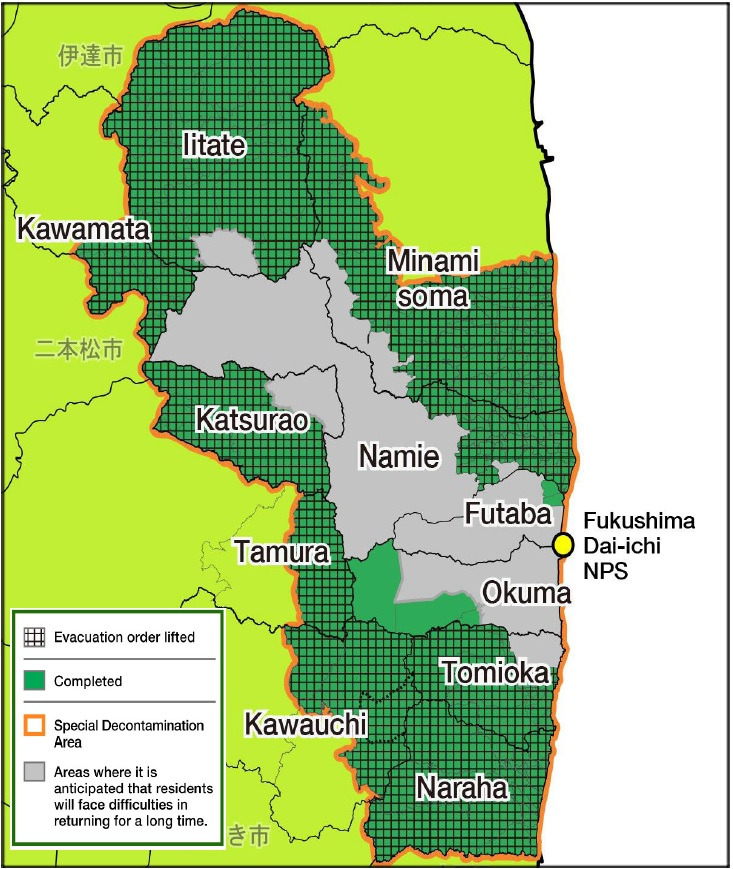 伊達市
Iitate
Kawamata
Minami
soma
二本松市
Katsurao
Namie
Futaba
Fukushima
Dai-ichi
NPS
Tamura
Okuma
Tomioka
Kawauchi
Naraha
Evacuation order lifted
Completed
Special Decontamination
Area
Areas where it is
anticipated that residents
will face difficulties in
returning for a long time.
き市